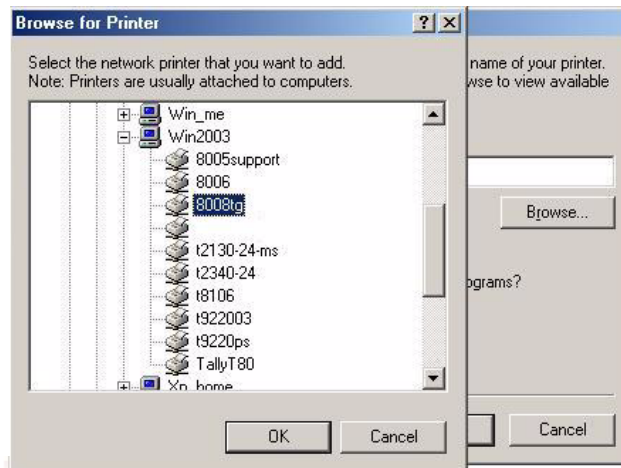 Browse for Printer
Select the network printer that you want to add.
Note: Printers are usually attached to computers.
Win_me
Win2003
8005support
8006
8008tg
t2130-24-ms
t2340-24
t8106
t922003
t9220ps
TallyT80
Xp_home
OK
Cancel
name of your printer.
wse to view available
Browse...
ograms?
Cancel